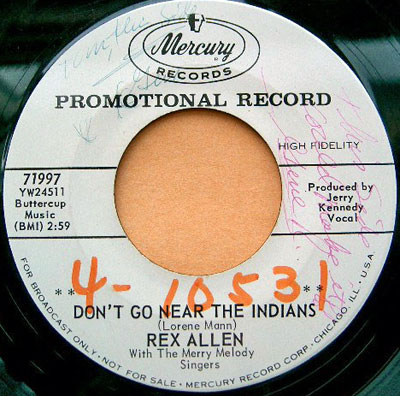 Mercury
RECORDS
PROMOTIONAL RECORD
HIGH FIDELITY
71997
YW24511
Buttercup
Music
(BMI) 2:59
Produced by
Jerry
Kennedy
Vocal
**4-10531**
DON'T GO NEAR THE INDIANS
(Lorene Mann)
REX ALLEN
With The Merry Melody
Singers
FOR BROADCAST ONLY · NOT FOR SALE · MERCURY RECORD CORP. · CHICAGO, ILL., U.S.A.